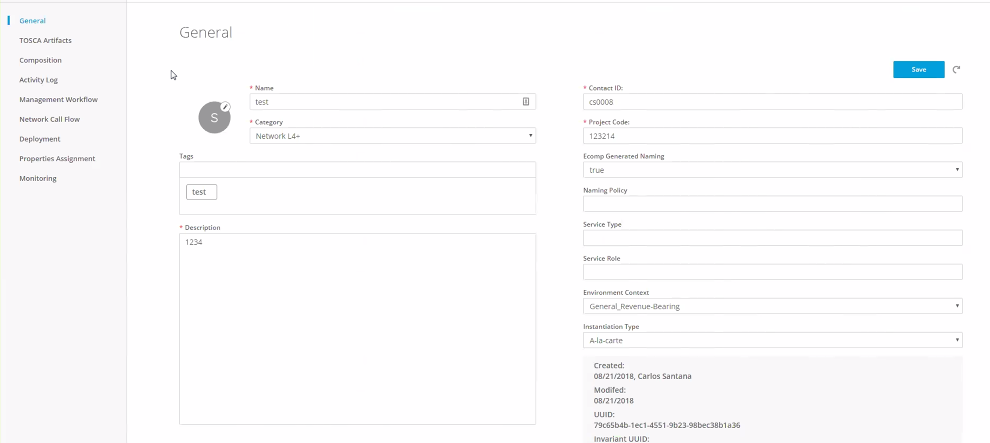 General
TOSCA Artifacts
Composition
Activity Log
Management Workflow
Network Call Flow
Deployment
Properties Assignment
Monitoring
General
Save
* Name
test
S
* Category
Network L4+
Tags
test
* Description
1234
* Contact ID:
cs0008
* Project Code:
123214
Ecomp Generated Naming
true
Naming Policy
Service Type
Service Role
Environment Context
General_Revenue-Bearing
Instantiation Type
A-la-carte
Created:
08/21/2018, Carlos Santana
Modifed:
08/21/2018
UUID:
79c65b4b-1ec1-4551-9b23-98bec38b1a36
Invariant UUID: